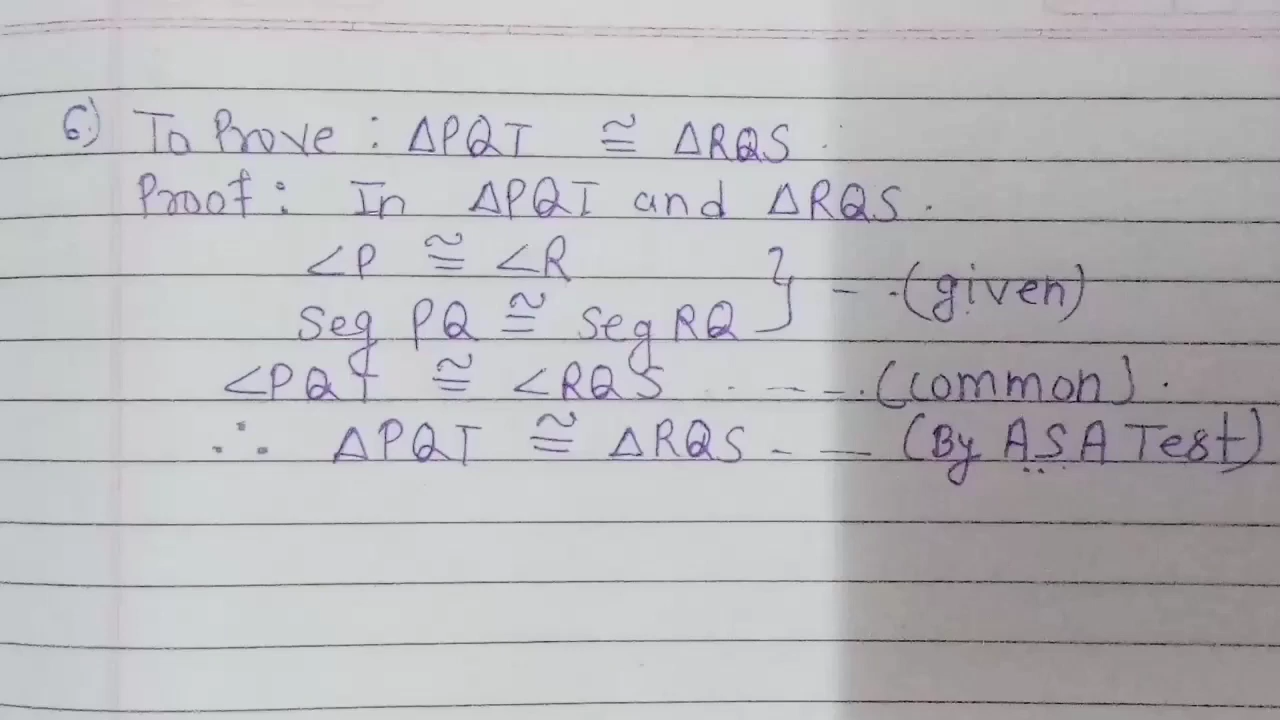 6.) To Prove : ΔPQT ≅ ΔRQS.
Proof : In ΔPQT and ΔRQS.
∠P ≅ ∠R
seg PQ ≅ seg RQ } - - (given)
∠PQT ≅ ∠RQS - - - - (common).
∴ ΔPQT ≅ ΔRQS - - (By ASA Test)